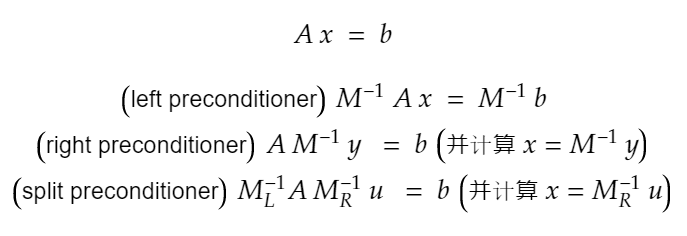 A x = b
(left preconditioner) M⁻¹ A x = M⁻¹ b
(right preconditioner) A M⁻¹ y = b (并计算 x = M⁻¹ y)
(split preconditioner) M_L⁻¹ A M_R⁻¹ u = b (并计算 x = M_R⁻¹ u)